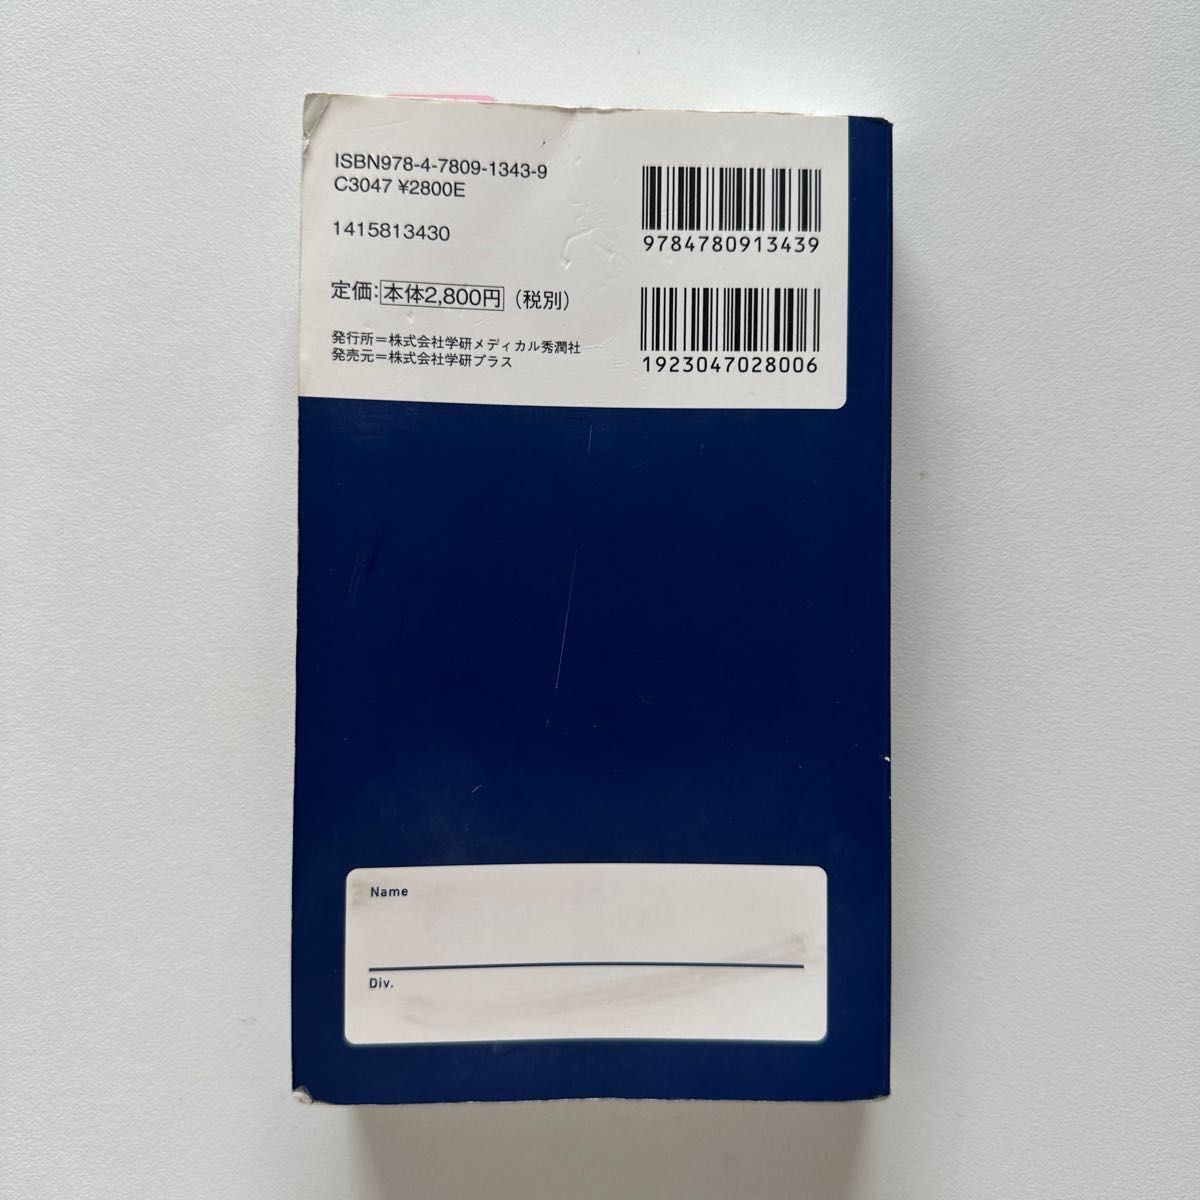 ISBN978-4-7809-1343-9
C3047 ¥2800E
1415813430
定価：本体2,800円（税別）
発行所＝株式会社学研メディカル秀潤社
発売元＝株式会社学研プラス
9784780913439
1923047028006
Name
Div.